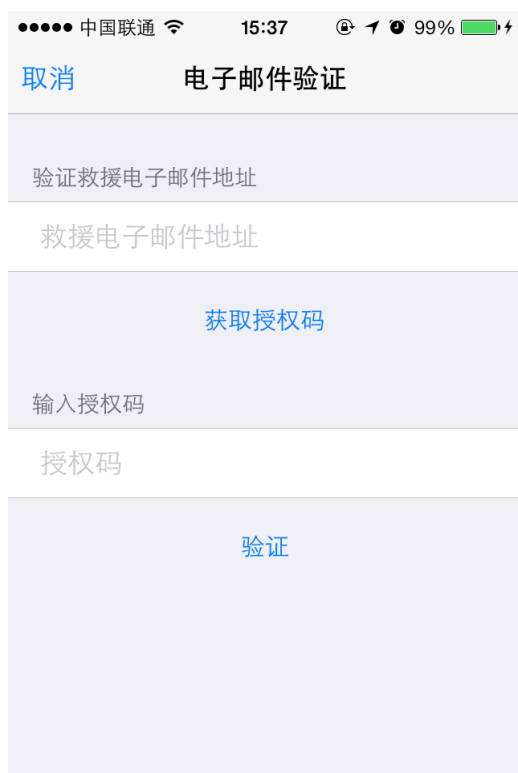 中国联通 15:37 99%
取消 电子邮件验证
验证救援电子邮件地址
救援电子邮件地址
获取授权码
输入授权码
授权码
验证